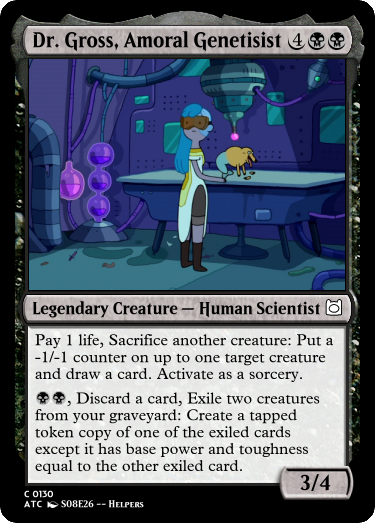 Dr. Gross, Amoral Genetisist 4
Legendary Creature — Human Scientist
Pay 1 life, Sacrifice another creature: Put a
-1/-1 counter on up to one target creature
and draw a card. Activate as a sorcery.
, Discard a card, Exile two creatures
from your graveyard: Create a tapped
token copy of one of the exiled cards
except it has base power and toughness
equal to the other exiled card.
3/4
C 0130
ATC S08E26 -- Helpers